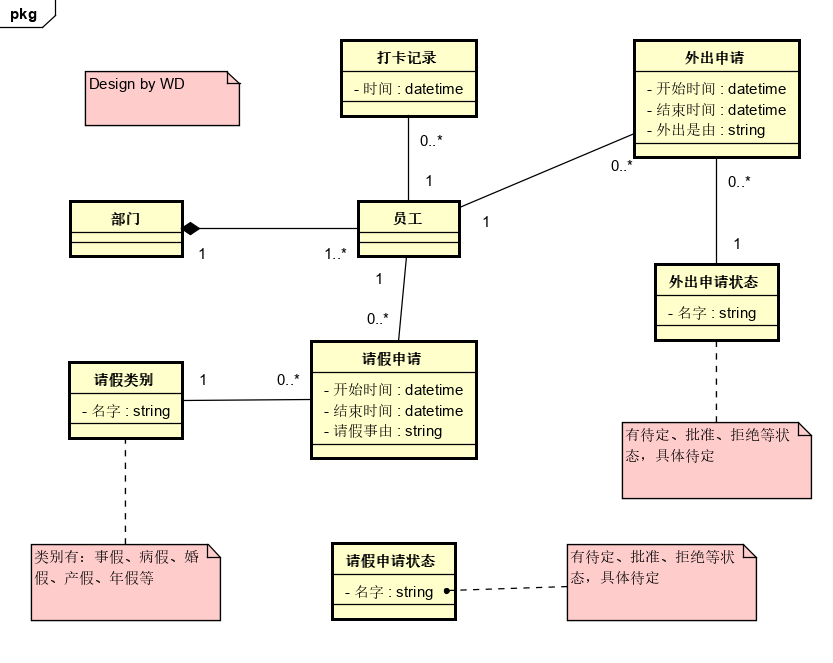 pkg
Design by WD
打卡记录
- 时间 : datetime
外出申请
- 开始时间 : datetime
- 结束时间 : datetime
- 外出是由 : string
0..*
1
0..*
1
0..*
1
部门
1
1..*
员工
外出申请状态
- 名字 : string
1
0..*
请假申请
- 开始时间 : datetime
- 结束时间 : datetime
- 请假事由 : string
请假类别
- 名字 : string
1
0..*
有待定、批准、拒绝等状
态，具体待定
类别有：事假、病假、婚
假、产假、年假等
请假申请状态
- 名字 : string
有待定、批准、拒绝等状
态，具体待定